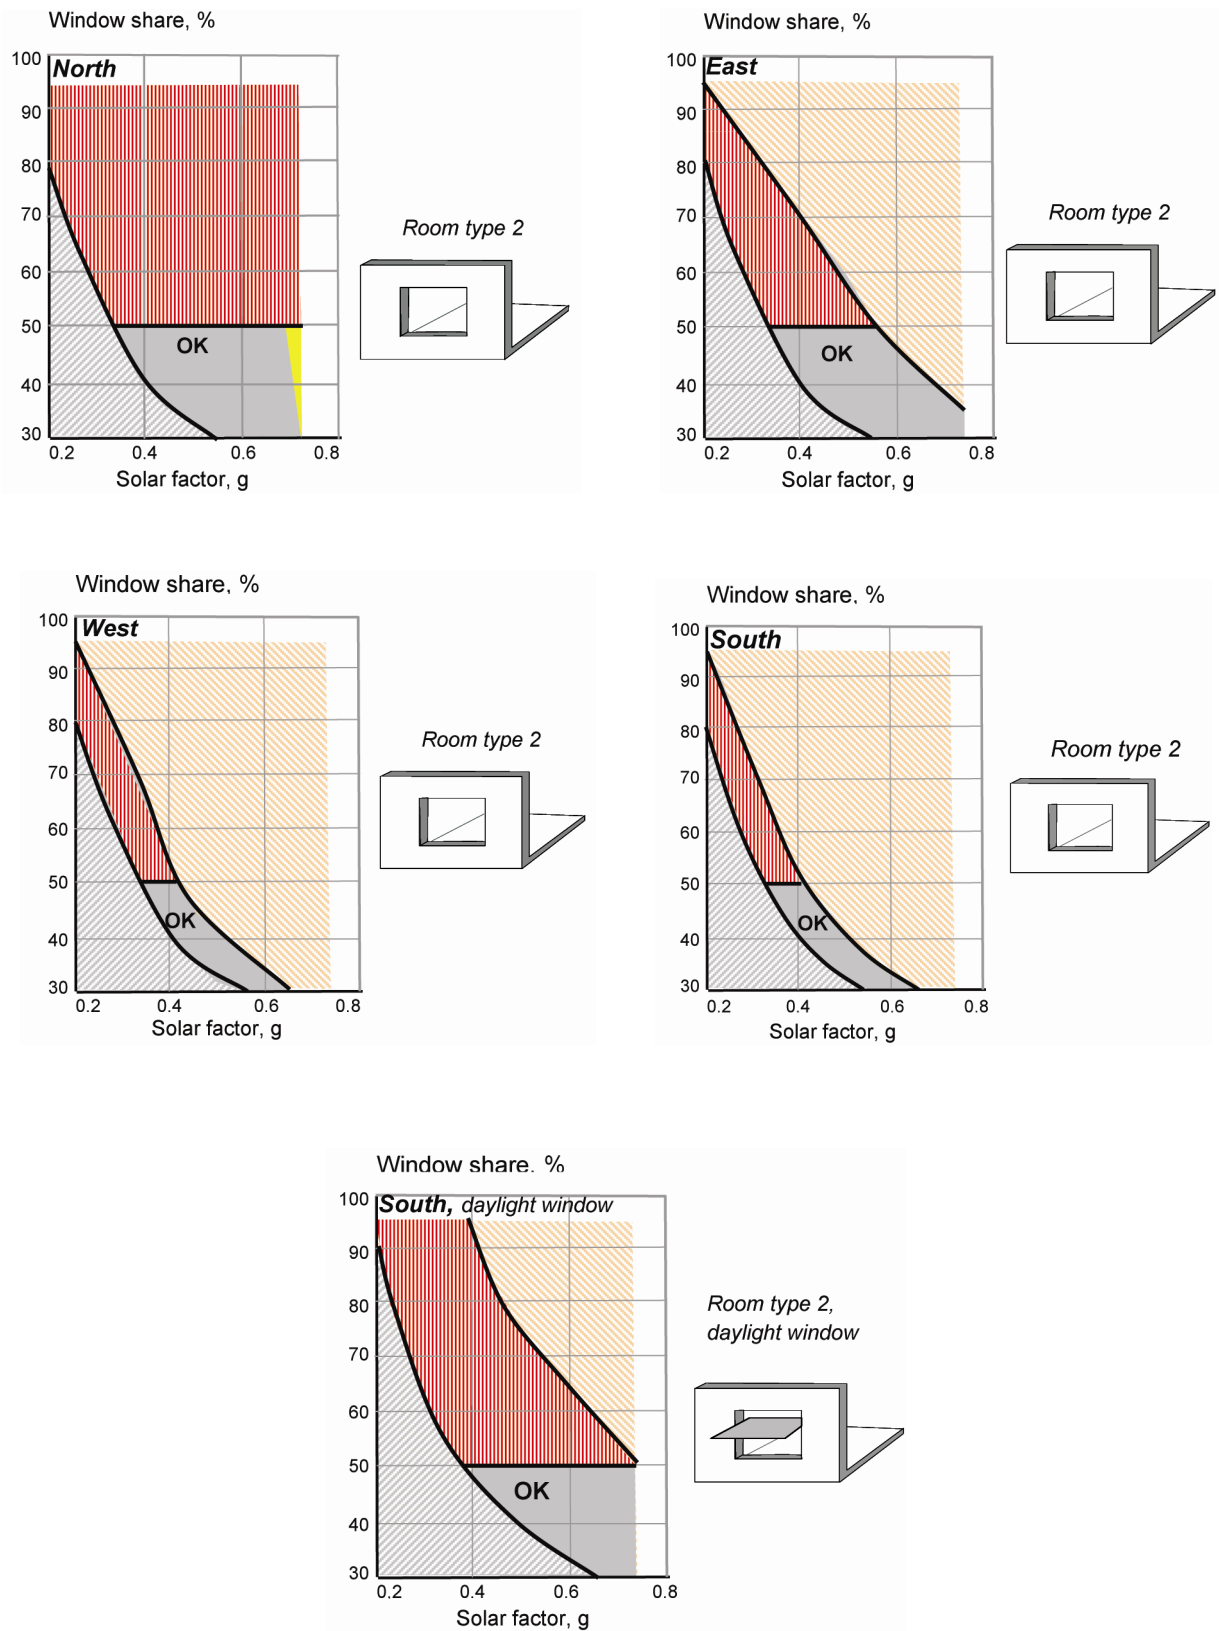 Window share, %
100
North
90
80
70
60
50
OK
40
30
0.2
0.4
0.6
0.8
Solar factor, g
Room type 2
Window share, %
100
East
90
80
70
60
50
OK
40
30
0.2
0.4
0.6
0.8
Solar factor, g
Room type 2
Window share, %
100
West
90
80
70
60
50
OK
40
30
0.2
0.4
0.6
0.8
Solar factor, g
Room type 2
Window share, %
100
South
90
80
70
60
50
OK
40
30
0.2
0.4
0.6
0.8
Solar factor, g
Room type 2
Window share, %
100
South, daylight window
90
80
70
60
50
OK
40
30
0.2
0.4
0.6
0.8
Solar factor, g
Room type 2,
daylight window